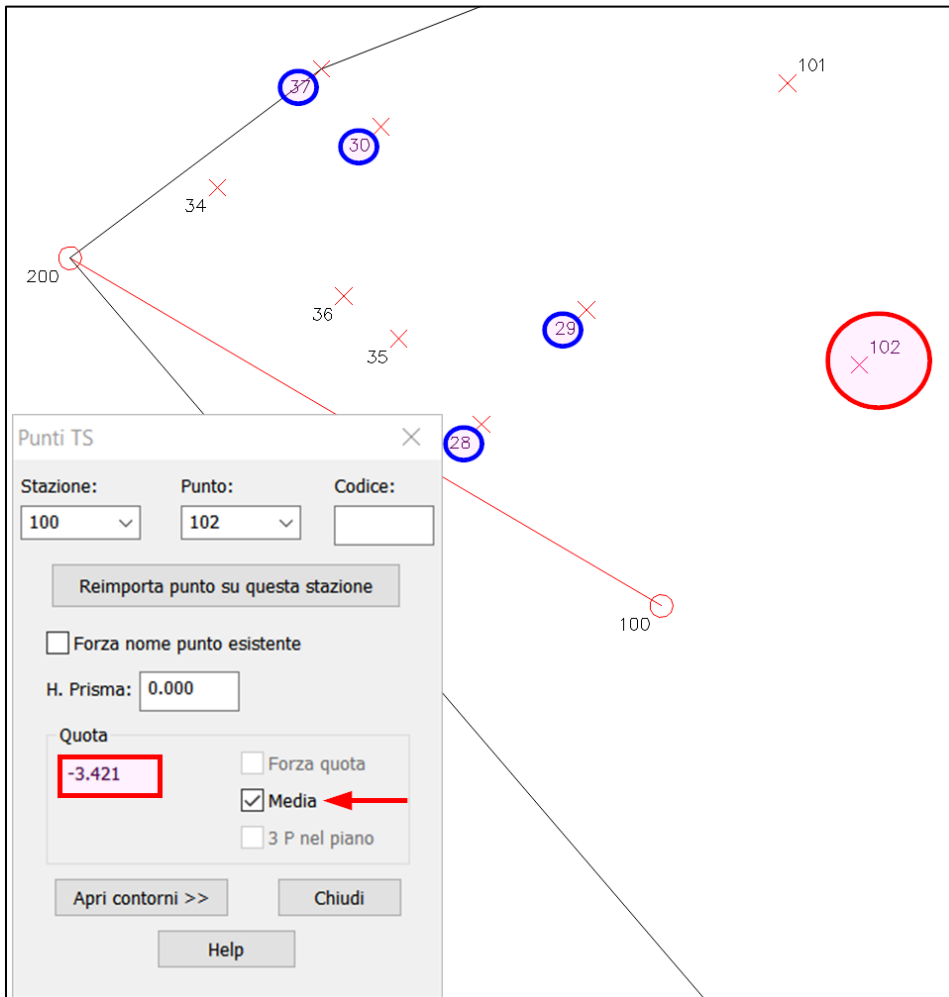 101
37
30
34
200
36
29
35
102
28
100
Punti TS
Stazione: Punto: Codice:
100 102
Reimporta punto su questa stazione
Forza nome punto esistente
H. Prisma: 0.000
Quota
-3.421 Forza quota
Media
3 P nel piano
Apri contorni >> Chiudi
Help